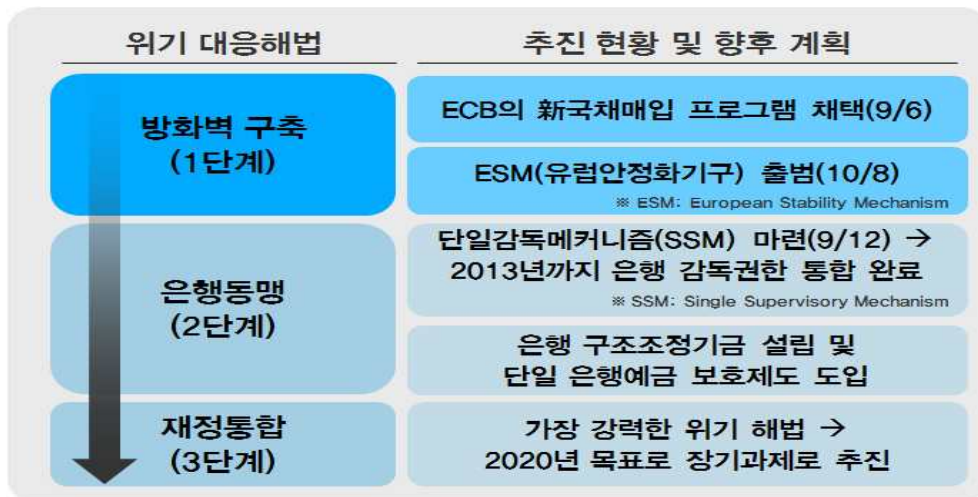 위기 대응해법
추진 현황 및 향후 계획
방화벽 구축
(1단계)
ECB의 新국채매입 프로그램 채택(9/6)
ESM(유럽안정화기구) 출범(10/8)
※ ESM: European Stability Mechanism
은행동맹
(2단계)
단일감독메커니즘(SSM) 마련(9/12) →
2013년까지 은행 감독권한 통합 완료
※ SSM: Single Supervisory Mechanism
은행 구조조정기금 설립 및
단일 은행예금 보호제도 도입
재정통합
(3단계)
가장 강력한 위기 해법 →
2020년 목표로 장기과제로 추진